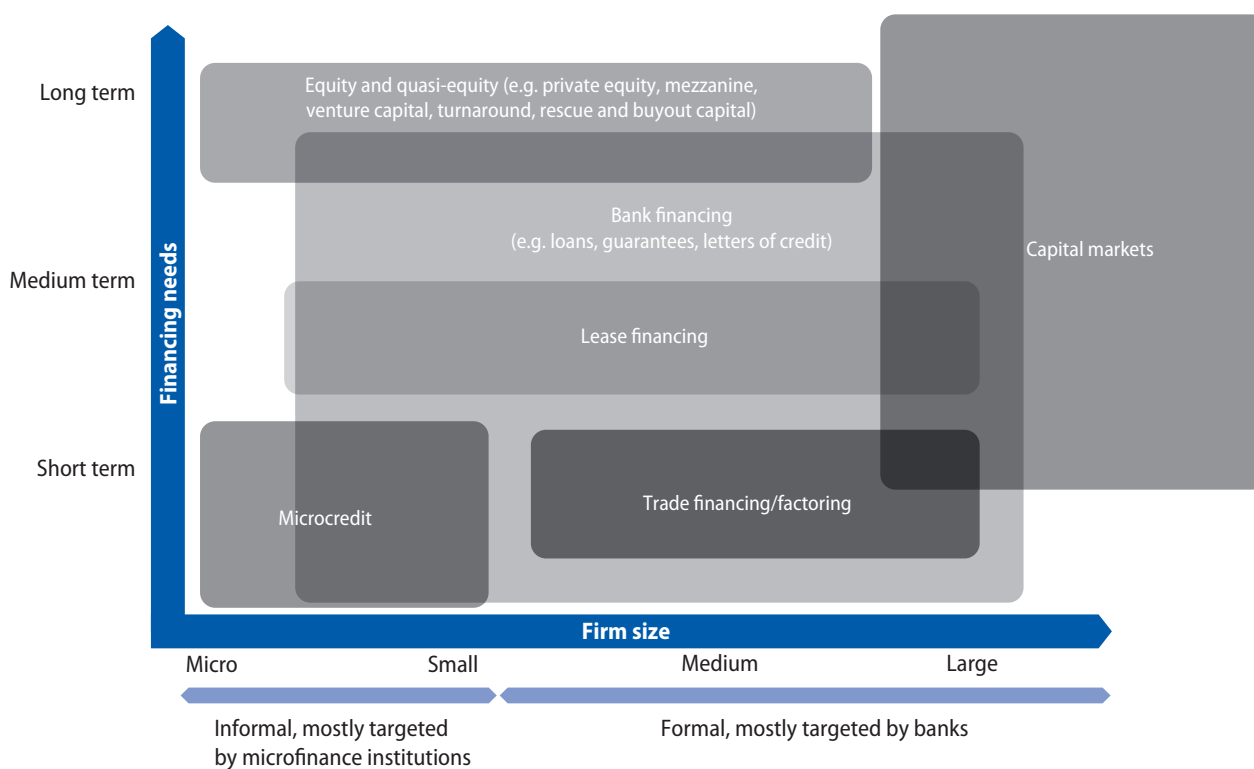 Long term
Equity and quasi-equity (e.g. private equity, mezzanine,
venture capital, turnaround, rescue and buyout capital)
Bank financing
(e.g. loans, guarantees, letters of credit)
Capital markets
Medium term
Financing needs
Lease financing
Short term
Trade financing/factoring
Microcredit
Firm size
Micro
Small
Medium
Large
Informal, mostly targeted
by microfinance institutions
Formal, mostly targeted by banks